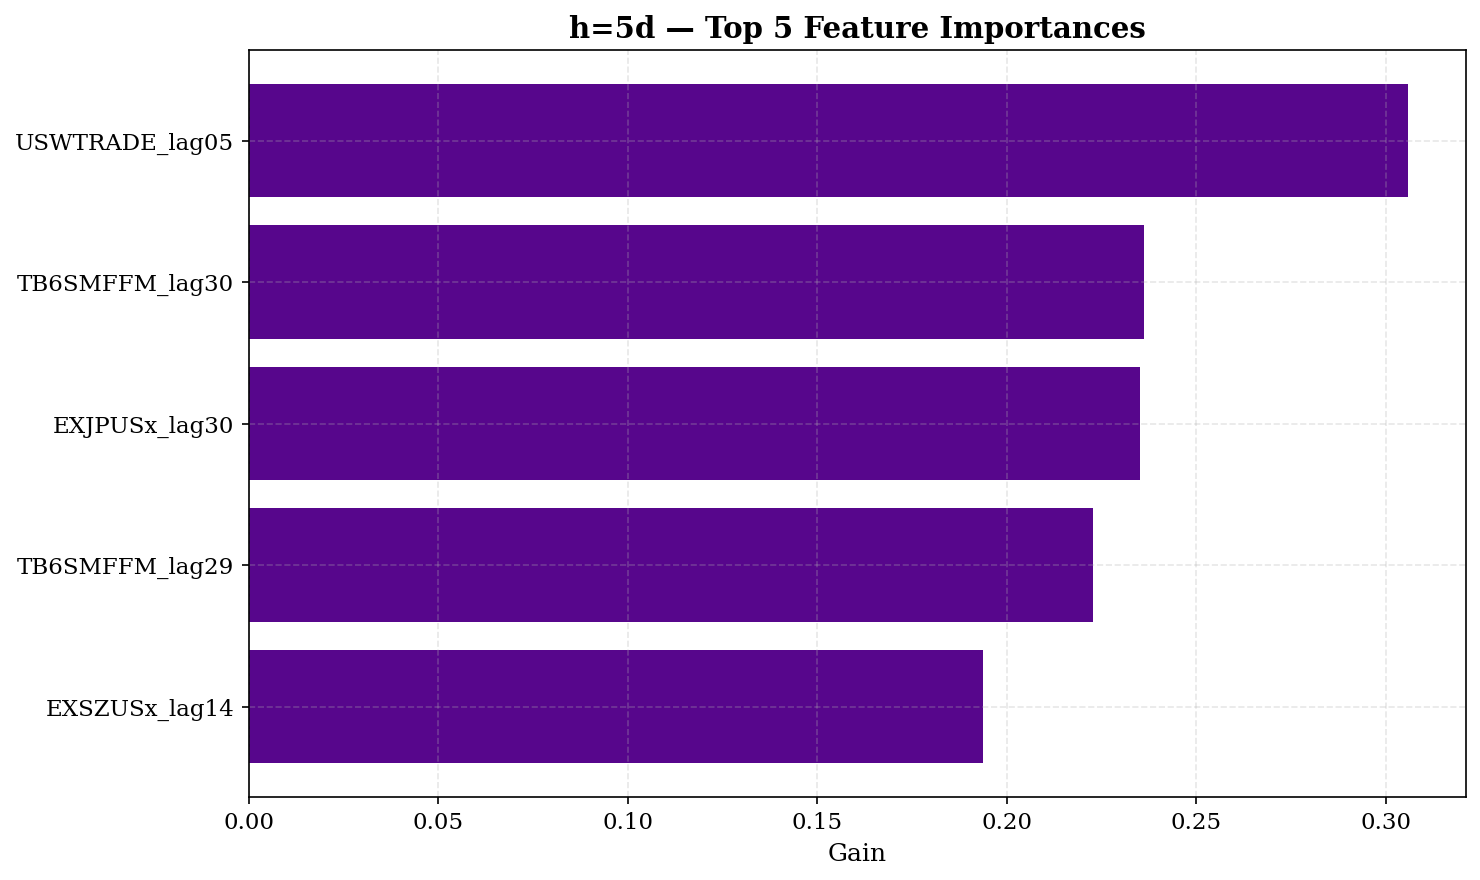 h=5d — Top 5 Feature Importances
USWTRADE_lag05
TB6SMFFM_lag30
EXJPUSx_lag30
TB6SMFFM_lag29
EXSZUSx_lag14
0.00 0.05 0.10 0.15 0.20 0.25 0.30
Gain